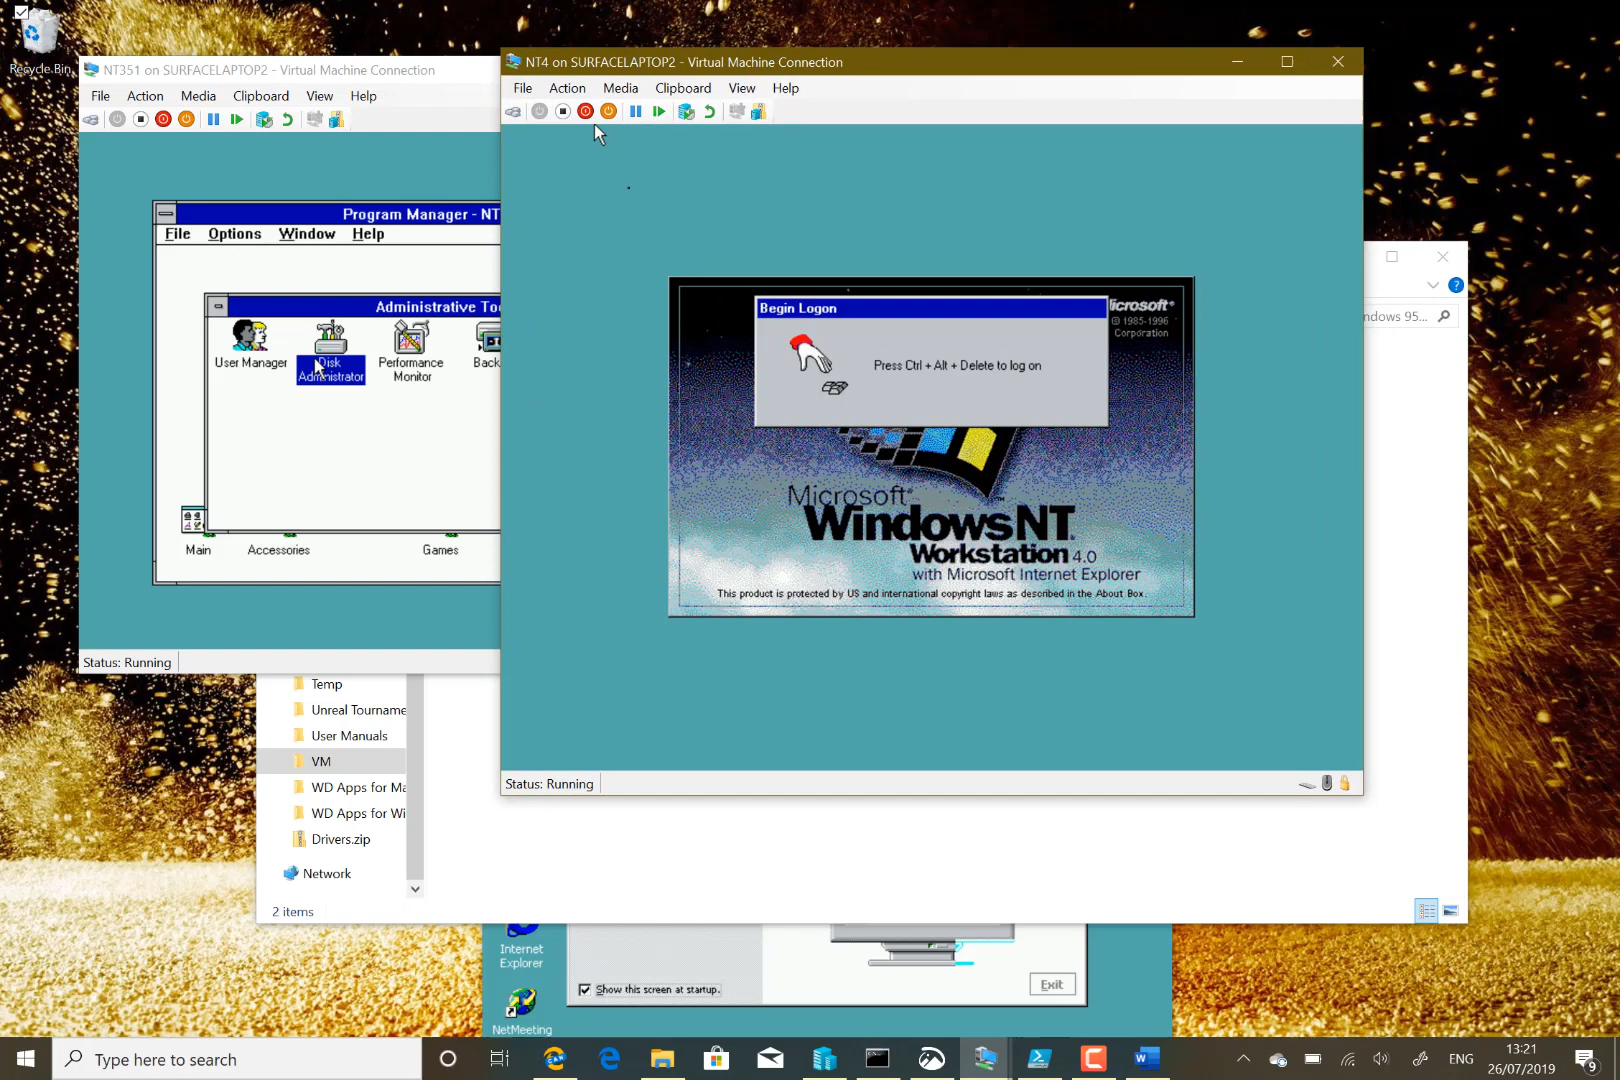 Recycle Bin
NT351 on SURFACELAPTOP2 - Virtual Machine Connection
File Action Media Clipboard View Help
Program Manager - NT
File Options Window Help
Administrative Too
User Manager
Disk Administrator
Performance Monitor
Back
Main
Accessories
Games
Status: Running
NT4 on SURFACELAPTOP2 - Virtual Machine Connection
File Action Media Clipboard View Help
Begin Logon
Press Ctrl + Alt + Delete to log on
icrosoft®
© 1985-1996
Corporation
Microsoft®
Windows NT®
Workstation 4.0
with Microsoft Internet Explorer
This product is protected by US and international copyright laws as described in the About Box.
Status: Running
ndows 95...
Temp
Unreal Tourname
User Manuals
VM
WD Apps for Ma
WD Apps for Wi
Drivers.zip
Network
2 items
Internet Explorer
NetMeeting
Show this screen at startup.
Exit
Type here to search
ENG
13:21
26/07/2019
9